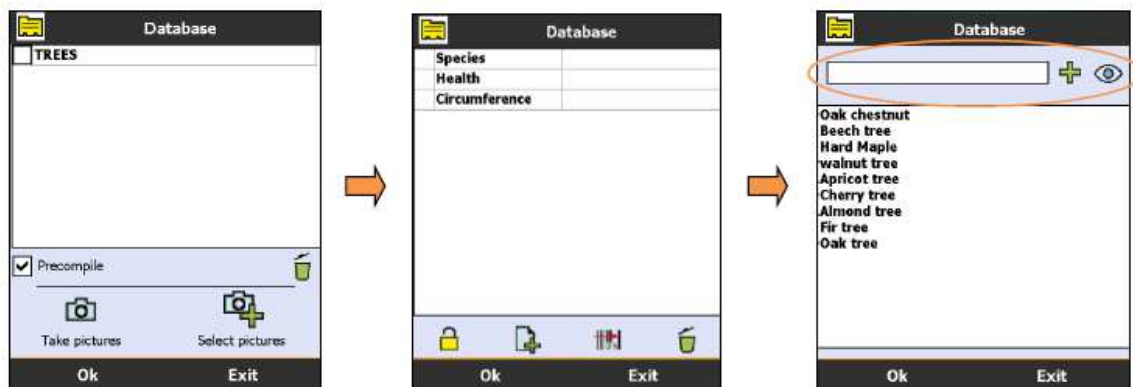 Database
TREES
Precompile
Take pictures
Select pictures
Ok
Exit
Database
Species
Health
Circumference
Ok
Exit
Database
Oak chestnut
Beech tree
Hard Maple
walnut tree
Apricot tree
Cherry tree
Almond tree
Fir tree
Oak tree
Ok
Exit